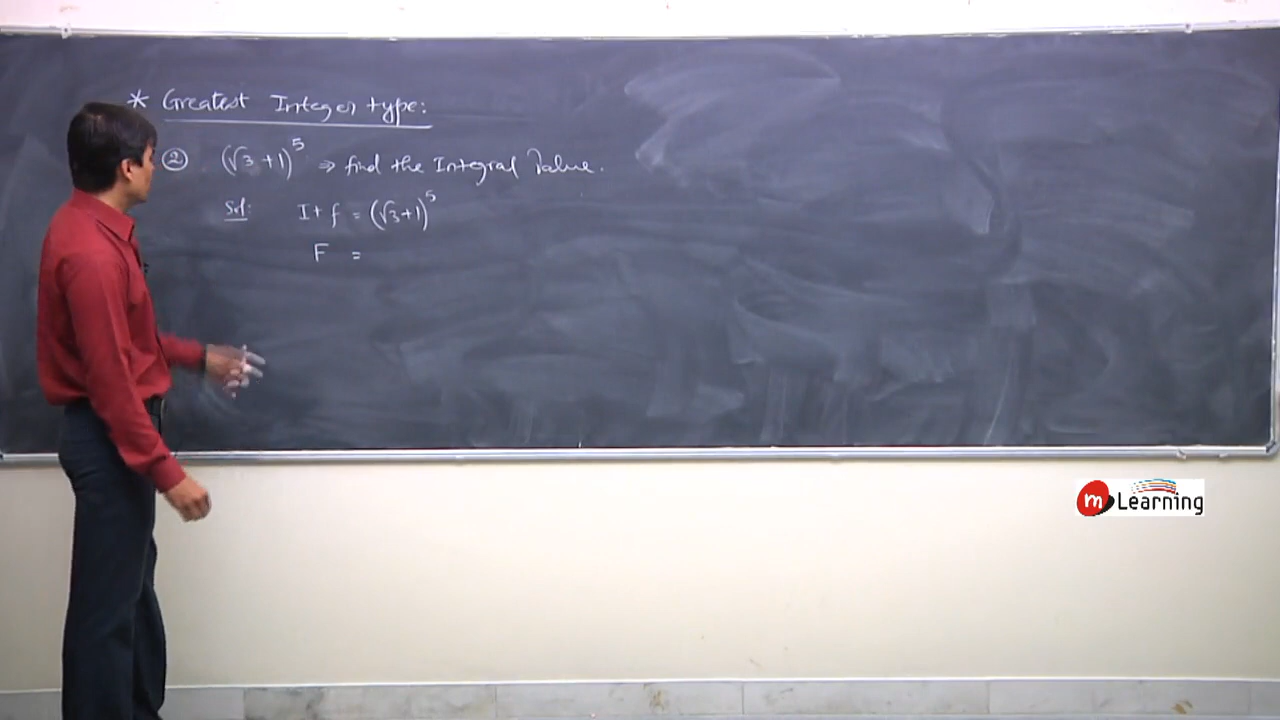 * Greatest Integer type:
② (√3 + 1)^5 ⇒ find the Integral Value.
Sol: I + f = (√3+1)^5
F =
m Learning